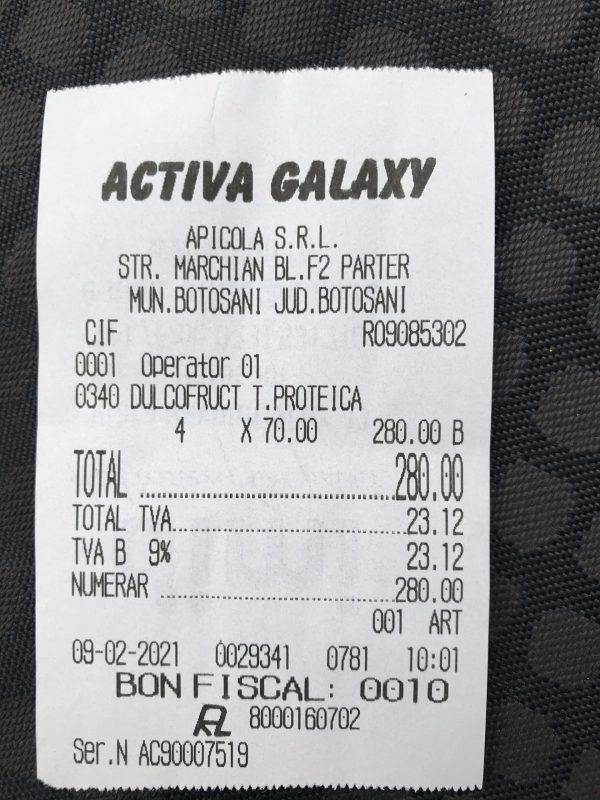 ACTIVA GALAXY
APICOLA S.R.L.
STR. MARCHIAN BL.F2 PARTER
MUN.BOTOSANI JUD.BOTOSANI
CIF RO9085302
0001 Operator 01
0340 DULCOFRUCT T.PROTEICA
4 X 70.00 280.00 B
TOTAL ........................280.00
TOTAL TVA........................23.12
TVA B 9% 23.12
NUMERAR ........................280.00
001 ART
09-02-2021 0029341 0781 10:01
BON FISCAL: 0010
8000160702
Ser.N AC90007519